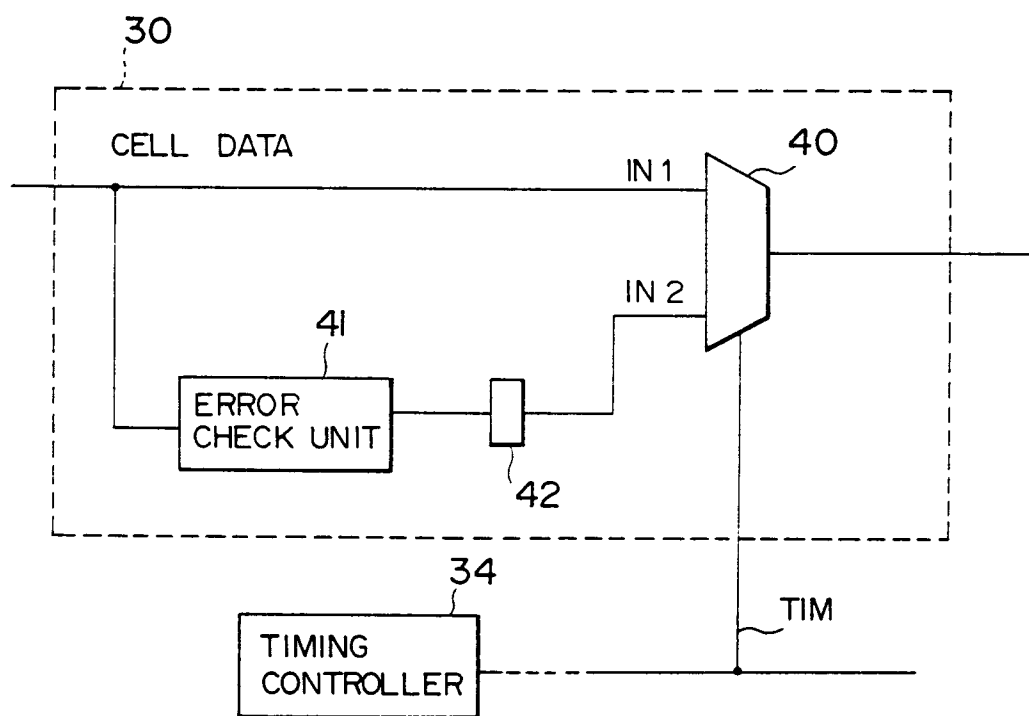 30
CELL DATA
40
IN 1
IN 2
41
ERROR
CHECK UNIT
42
34
TIM
TIMING
CONTROLLER